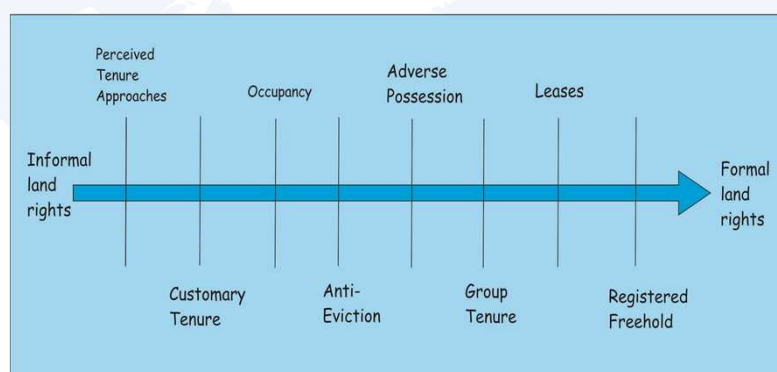 Perceived
Tenure
Approaches
Occupancy
Adverse
Possession
Leases
Informal
land
rights
Formal
land
rights
Customary
Tenure
Anti-
Eviction
Group
Tenure
Registered
Freehold